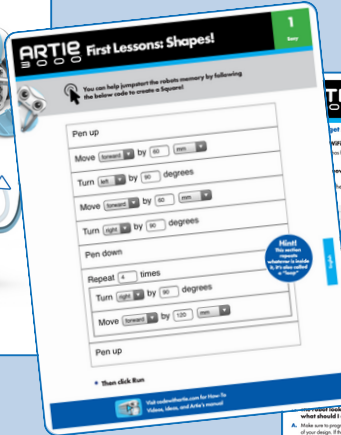 ARTIE 3000 First Lessons: Shapes!
1
Easy
You can help jumpstart the robots memory by following
the below code to create a Square!
Pen up
Move forward by 60 mm
Turn left by 90 degrees
Move forward by 60 mm
Turn right by 90 degrees
Pen down
Repeat 4 times
Turn right by 90 degrees
Move forward by 120 mm
Pen up
Hint!
This section
repeats
whatever is inside
it. It's also called
a "loop"
• Then click Run
Visit codewithartie.com for How-To
Videos, Ideas, and Artie's manual
English
what should I
A. Make sure to
of your design. If